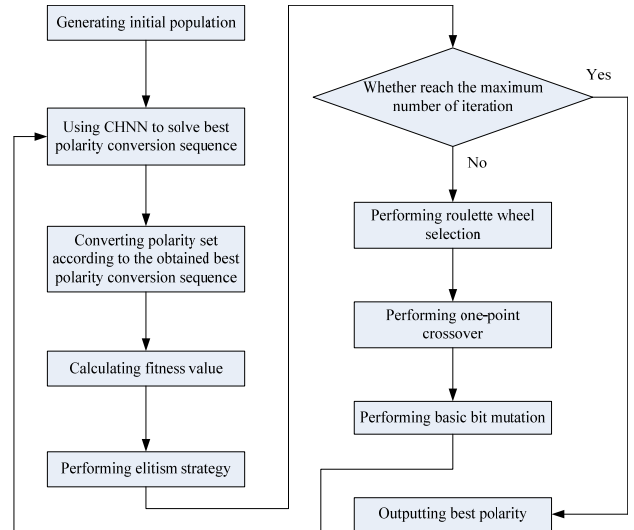 Generating initial population
Using CHNN to solve best
polarity conversion sequence
Converting polarity set
according to the obtained best
polarity conversion sequence
Calculating fitness value
Performing elitism strategy
Whether reach the maximum
number of iteration
Yes
No
Performing roulette wheel
selection
Performing one-point
crossover
Performing basic bit mutation
Outputting best polarity